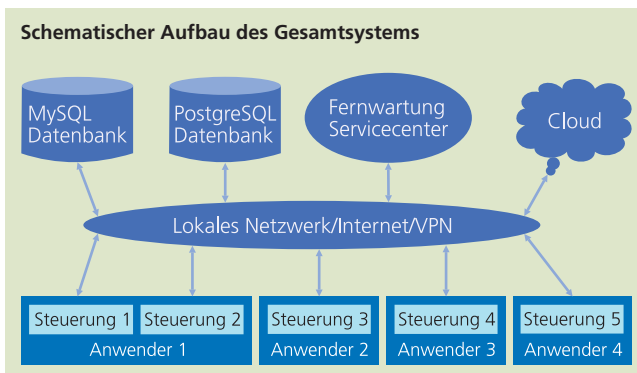 Schematischer Aufbau des Gesamtsystems
MySQL
Datenbank
PostgreSQL
Datenbank
Fernwartung
Servicecenter
Cloud
Lokales Netzwerk/Internet/VPN
Steuerung 1
Steuerung 2
Anwender 1
Steuerung 3
Anwender 2
Steuerung 4
Anwender 3
Steuerung 5
Anwender 4